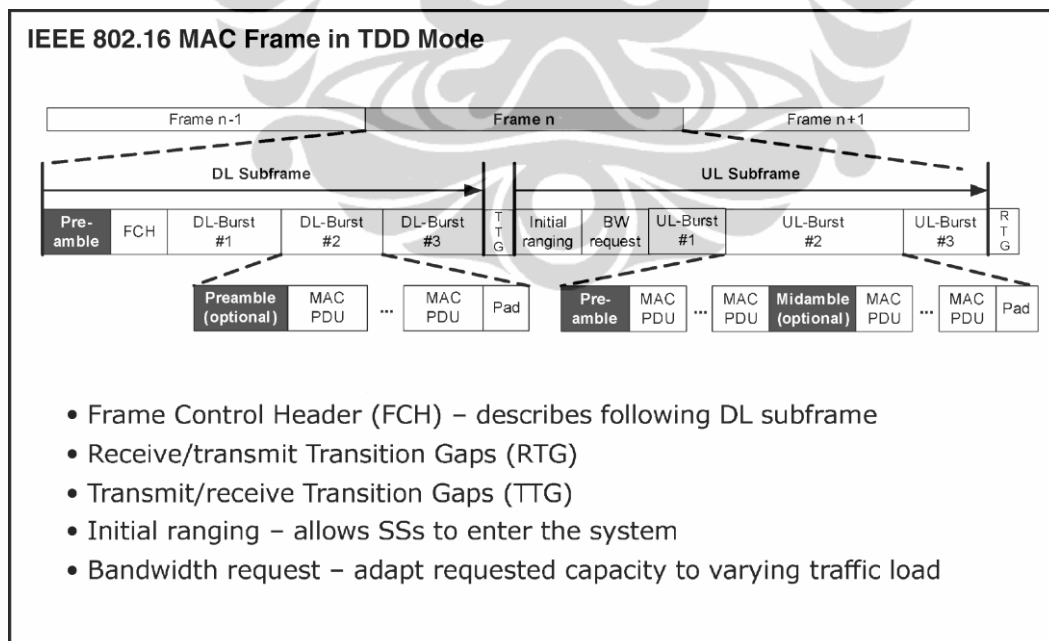 IEEE 802.16 MAC Frame in TDD Mode
Frame n-1 Frame n Frame n+1
DL Subframe UL Subframe
Pre-
amble
FCH
DL-Burst
#1
DL-Burst
#2
DL-Burst
#3
T
T
G
Initial
ranging
BW
request
UL-Burst
#1
UL-Burst
#2
UL-Burst
#3
R
T
G
Preamble
(optional)
MAC
PDU
...
MAC
PDU
Pad
Pre-
amble
MAC
PDU
...
MAC
PDU
Midamble
(optional)
MAC
PDU
...
MAC
PDU
Pad
• Frame Control Header (FCH) – describes following DL subframe
• Receive/transmit Transition Gaps (RTG)
• Transmit/receive Transition Gaps (TTG)
• Initial ranging – allows SSs to enter the system
• Bandwidth request – adapt requested capacity to varying traffic load